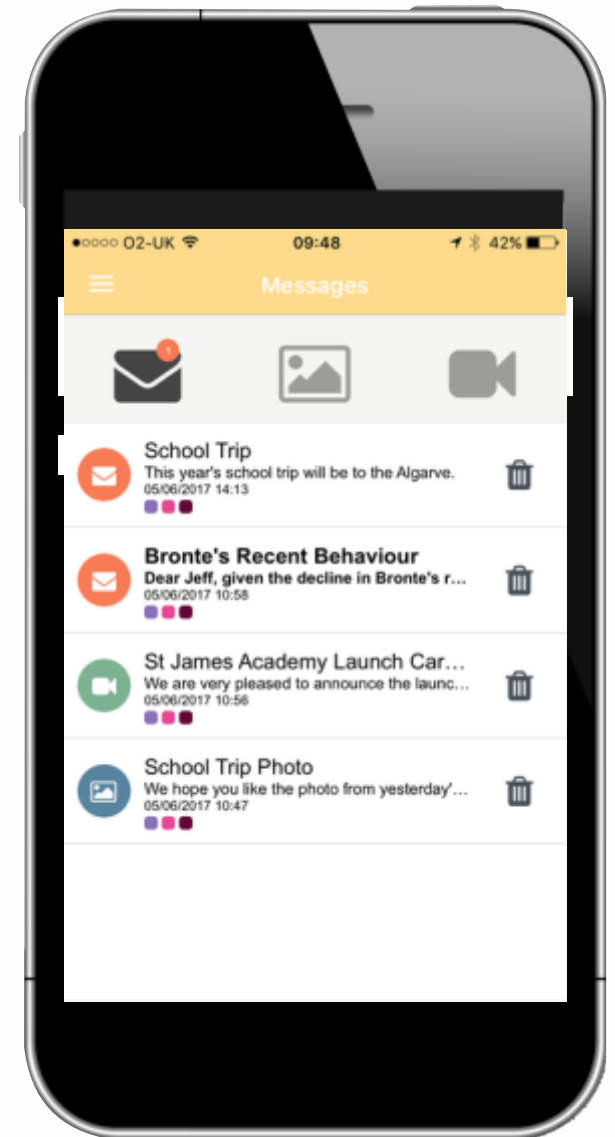 O2-UK 09:48 42%
Messages
1
School Trip
This year's school trip will be to the Algarve.
05/06/2017 14:13
Bronte's Recent Behaviour
Dear Jeff, given the decline in Bronte's r...
05/06/2017 10:58
St James Academy Launch Car...
We are very pleased to announce the launc...
05/06/2017 10:56
School Trip Photo
We hope you like the photo from yesterday'...
05/06/2017 10:47